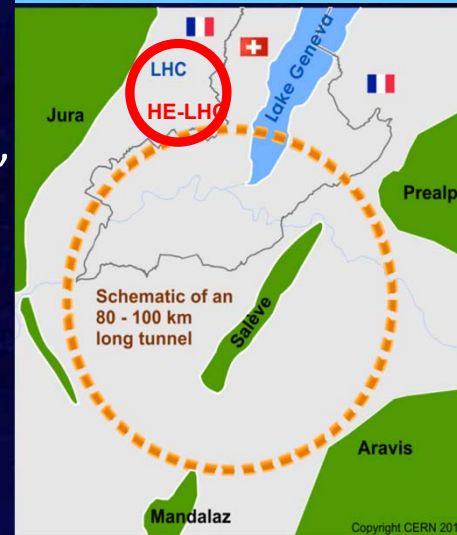 LHC
HE-LHC
Lake Geneva
Jura
Prealp
Schematic of an
80 - 100 km
long tunnel
Salève
Aravis
Mandalaz
Copyright CERN 201